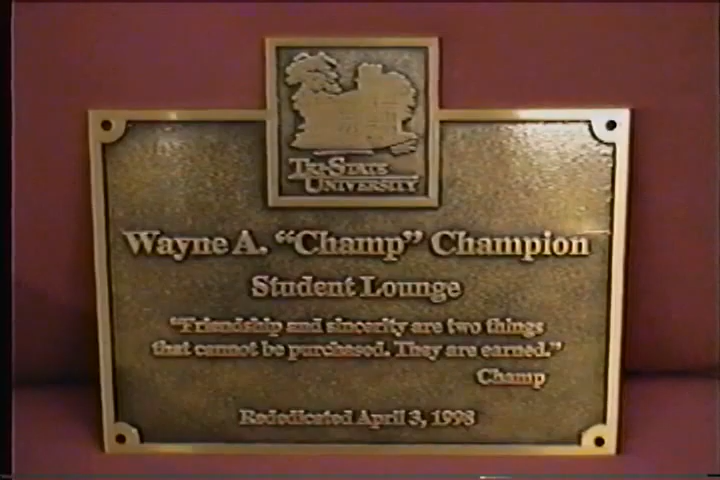 TRI-STATE
UNIVERSITY
Wayne A. “Champ” Champion
Student Lounge
“Friendship and sincerity are two things
that cannot be purchased. They are earned.”
Champ
Rededicated April 3, 1998